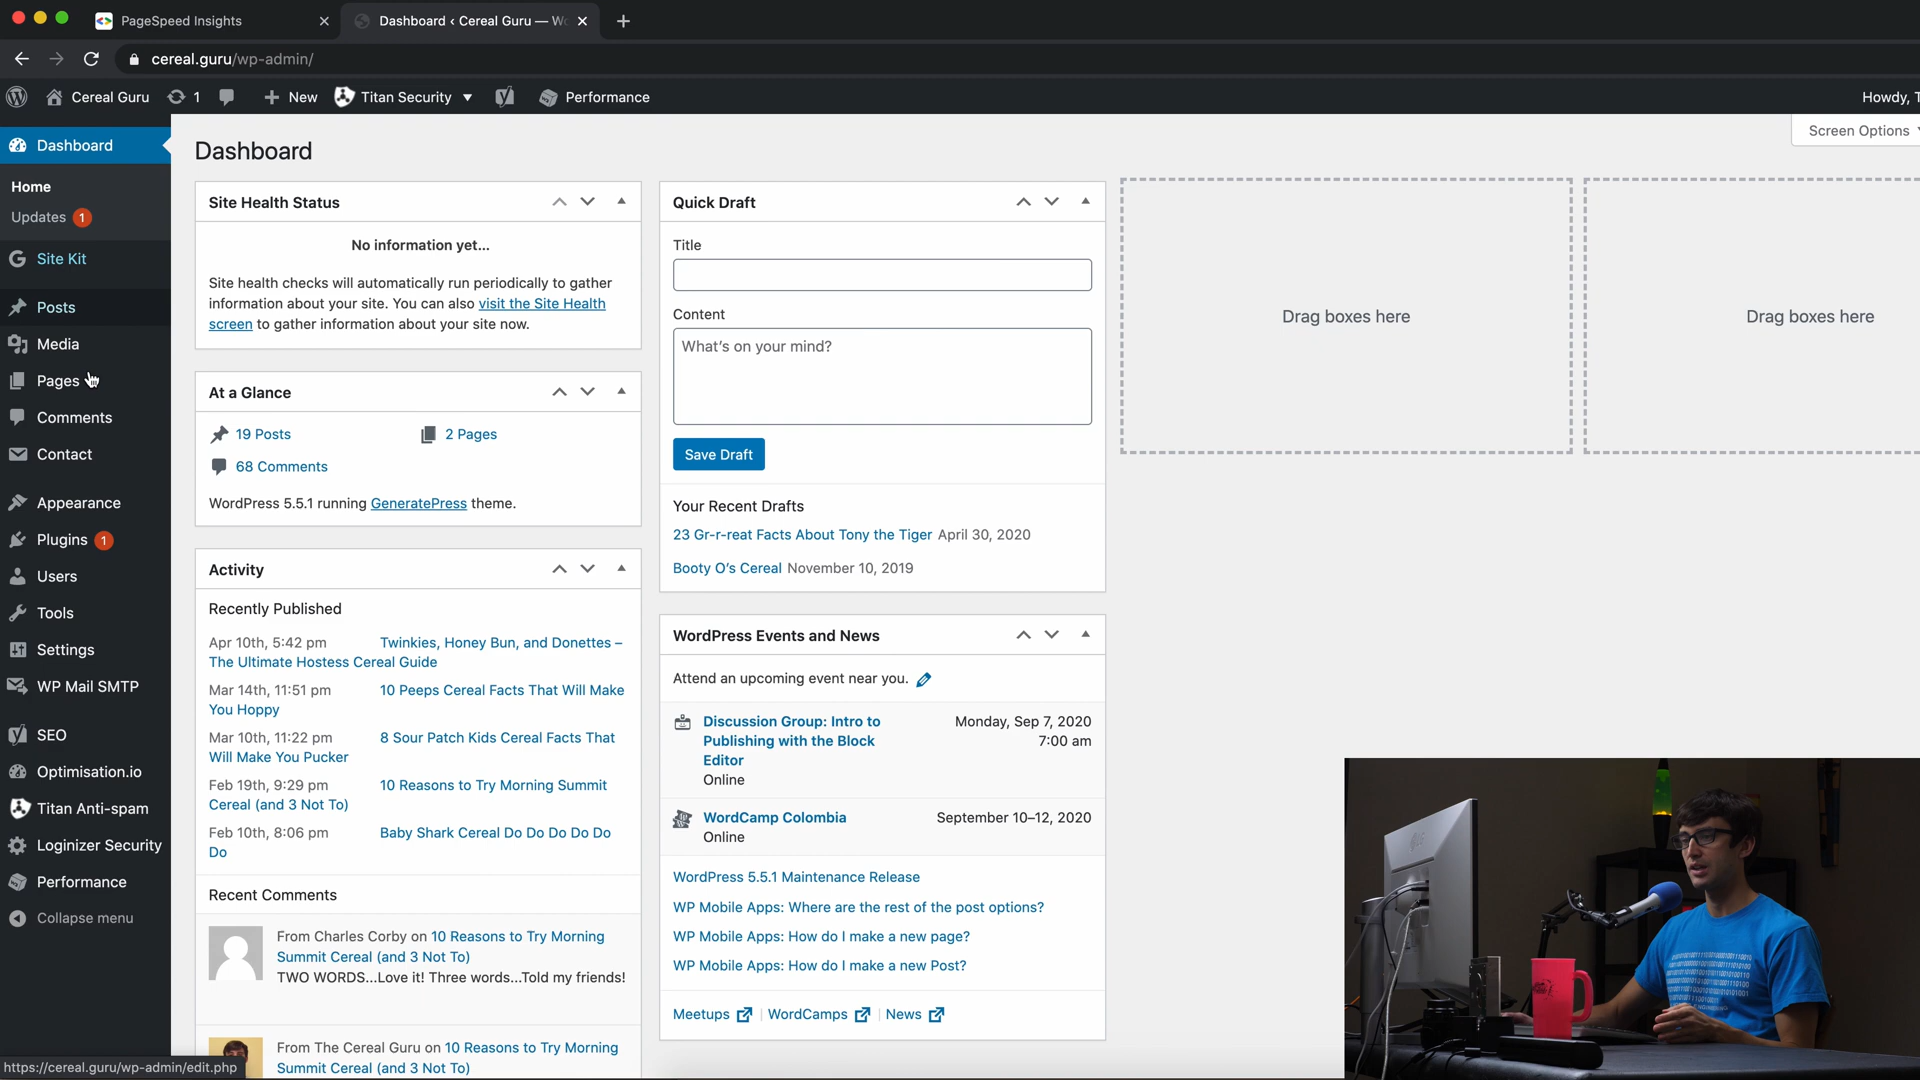 PageSpeed Insights
Dashboard ‹ Cereal Guru — Wo
cereal.guru/wp-admin/
Cereal Guru
1
New
Titan Security
Performance
Howdy, T
Dashboard
Home
Updates 1
Site Kit
Posts
Media
Pages
Comments
Contact
Appearance
Plugins 1
Users
Tools
Settings
WP Mail SMTP
SEO
Optimisation.io
Titan Anti-spam
Loginizer Security
Performance
Collapse menu
https://cereal.guru/wp-admin/edit.php
Screen Options
Dashboard
Site Health Status
No information yet...
Site health checks will automatically run periodically to gather
information about your site. You can also visit the Site Health
screen to gather information about your site now.
At a Glance
19 Posts
2 Pages
68 Comments
WordPress 5.5.1 running GeneratePress theme.
Activity
Recently Published
Apr 10th, 5:42 pm Twinkies, Honey Bun, and Donettes –
The Ultimate Hostess Cereal Guide
Mar 14th, 11:51 pm 10 Peeps Cereal Facts That Will Make
You Hoppy
Mar 10th, 11:22 pm 8 Sour Patch Kids Cereal Facts That
Will Make You Pucker
Feb 19th, 9:29 pm 10 Reasons to Try Morning Summit
Cereal (and 3 Not To)
Feb 10th, 8:06 pm Baby Shark Cereal Do Do Do Do Do
Do
Recent Comments
From Charles Corby on 10 Reasons to Try Morning
Summit Cereal (and 3 Not To)
TWO WORDS...Love it! Three words...Told my friends!
From The Cereal Guru on 10 Reasons to Try Morning
Summit Cereal (and 3 Not To)
Quick Draft
Title
Content
What's on your mind?
Save Draft
Your Recent Drafts
23 Gr-r-reat Facts About Tony the Tiger April 30, 2020
Booty O's Cereal November 10, 2019
WordPress Events and News
Attend an upcoming event near you.
Discussion Group: Intro to Monday, Sep 7, 2020
Publishing with the Block 7:00 am
Editor
Online
WordCamp Colombia September 10–12, 2020
Online
WordPress 5.5.1 Maintenance Release
WP Mobile Apps: Where are the rest of the post options?
WP Mobile Apps: How do I make a new page?
WP Mobile Apps: How do I make a new Post?
Meetups | WordCamps | News
Drag boxes here
Drag boxes here